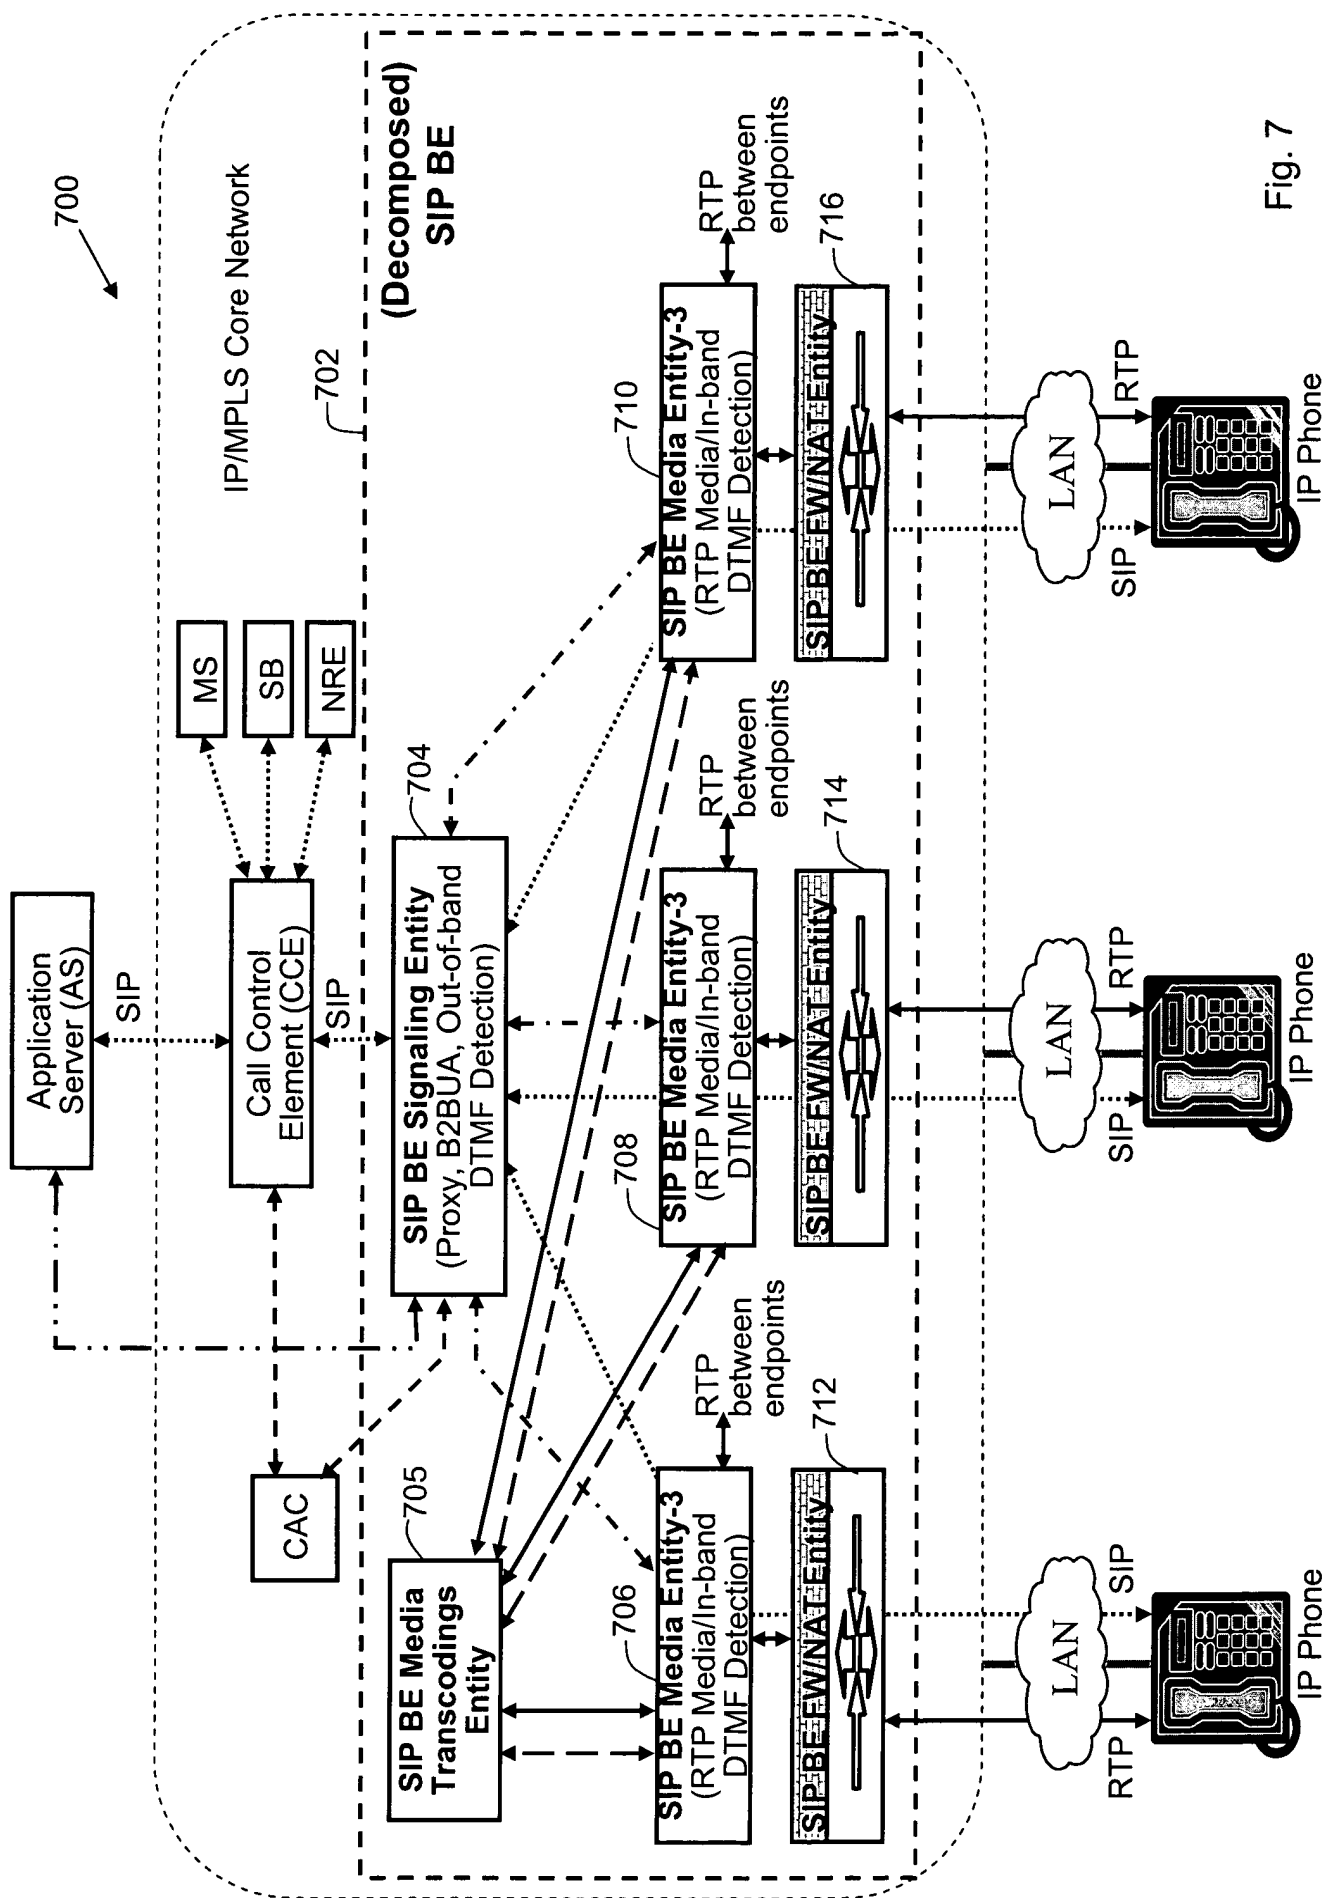 700
Application
Server (AS)
SIP
IP/MPLS Core Network
CAC
Call Control
Element (CCE)
MS
SB
NRE
SIP
702
(Decomposed)
SIP BE
705
SIP BE Media
Transcodings
Entity
704
SIP BE Signaling Entity
(Proxy, B2BUA, Out-of-band
DTMF Detection)
706
SIP BE Media Entity-3
(RTP Media/In-band
DTMF Detection)
RTP
between
endpoints
708
SIP BE Media Entity-3
(RTP Media/In-band
DTMF Detection)
RTP
between
endpoints
710
SIP BE Media Entity-3
(RTP Media/In-band
DTMF Detection)
RTP
between
endpoints
712
SIP BE FW/NAT Entity
714
SIP BE FW/NAT Entity
716
SIP BE FW/NAT Entity
RTP
LAN
SIP
IP Phone
SIP
LAN
RTP
IP Phone
SIP
LAN
RTP
IP Phone
Fig. 7